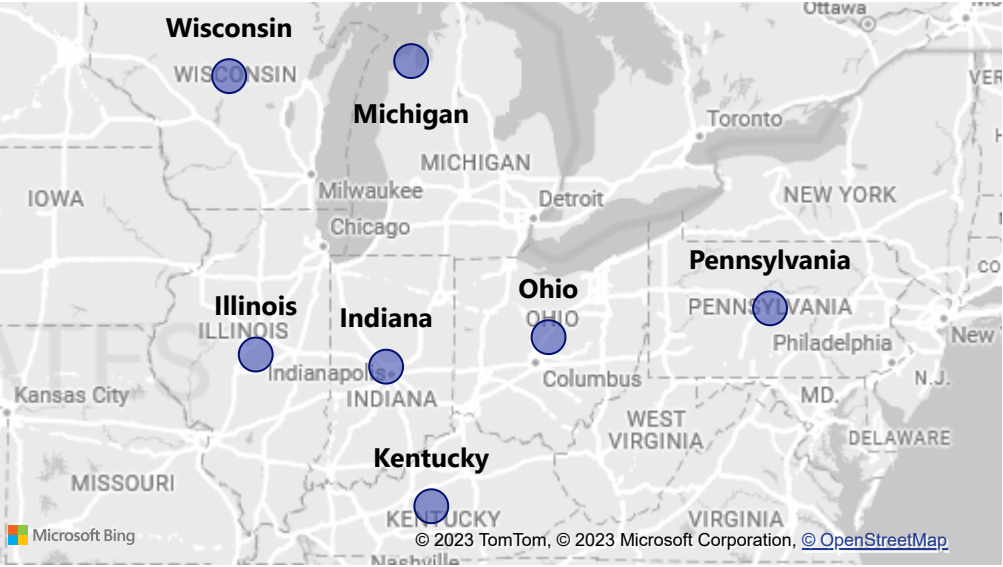 Ottawa
Wisconsin
WISCONSIN
Michigan
Toronto
MICHIGAN
IOWA
Milwaukee
Detroit
NEW YORK
Chicago
Pennsylvania
Ohio
Illinois
Indiana
PENNSYLVANIA
OHIO
ILLINOIS
New
Philadelphia
Indianapolis
Columbus
N.J.
Kansas City
INDIANA
MD.
WEST
VIRGINIA
DELAWARE
Kentucky
MISSOURI
KENTUCKY
VIRGINIA
Microsoft Bing
© 2023 TomTom, © 2023 Microsoft Corporation, © OpenStreetMap
Nashville